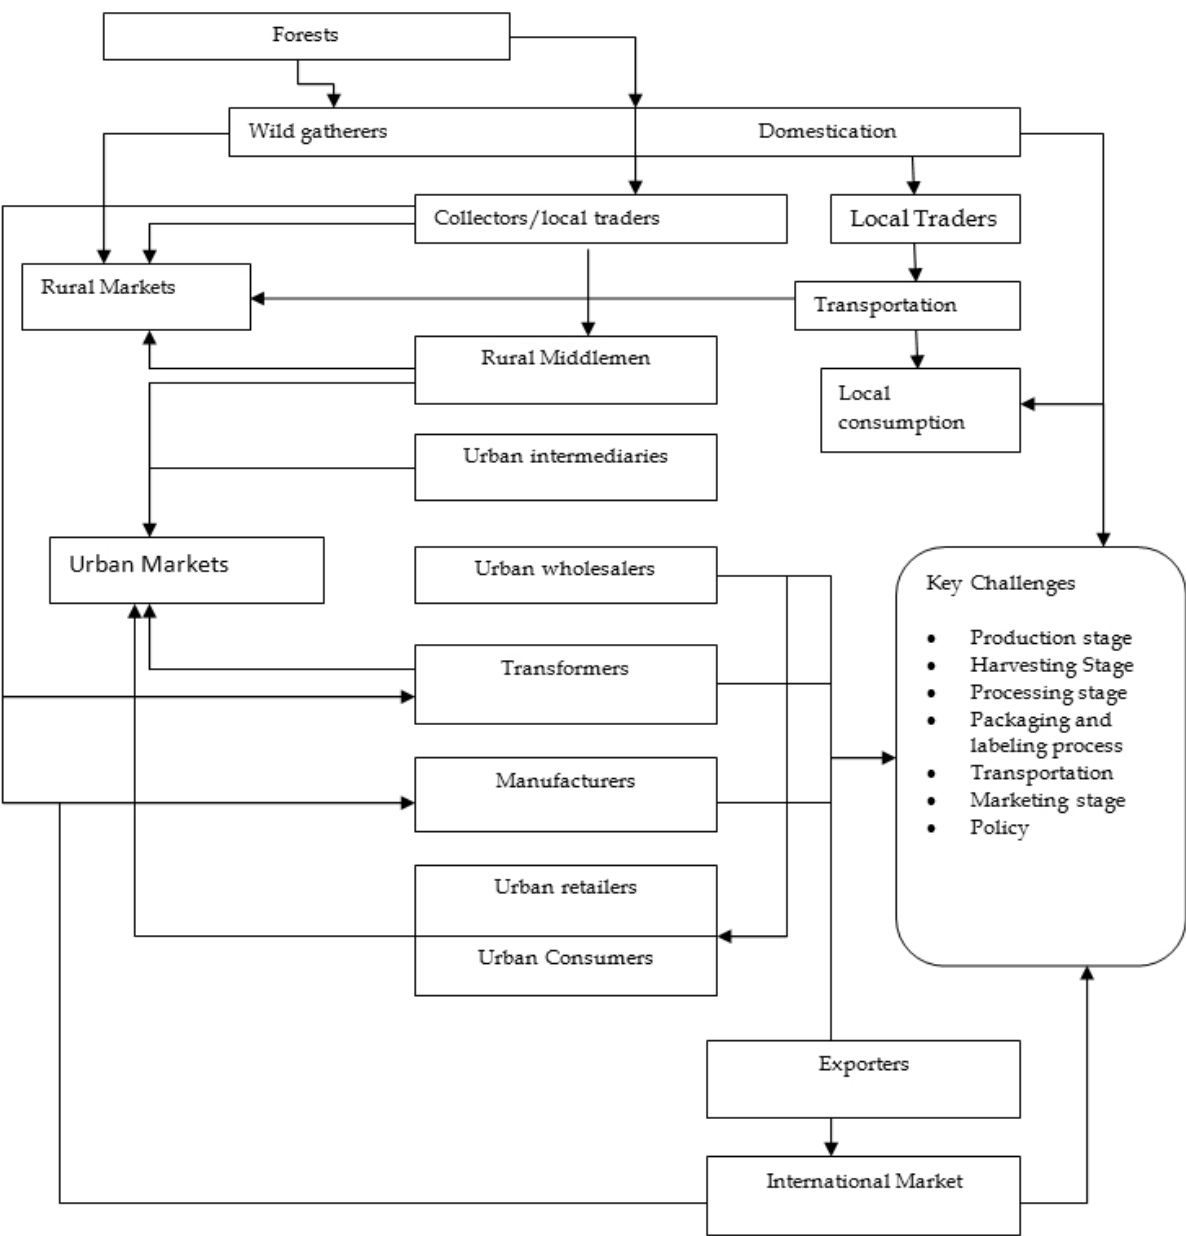 Forests
Wild gatherers
Domestication
Collectors/local traders
Local Traders
Rural Markets
Transportation
Rural Middlemen
Local
consumption
Urban intermediaries
Urban Markets
Urban wholesalers
Key Challenges
• Production stage
• Harvesting Stage
• Processing stage
• Packaging and
labeling process
• Transportation
• Marketing stage
• Policy
Transformers
Manufacturers
Urban retailers
Urban Consumers
Exporters
International Market